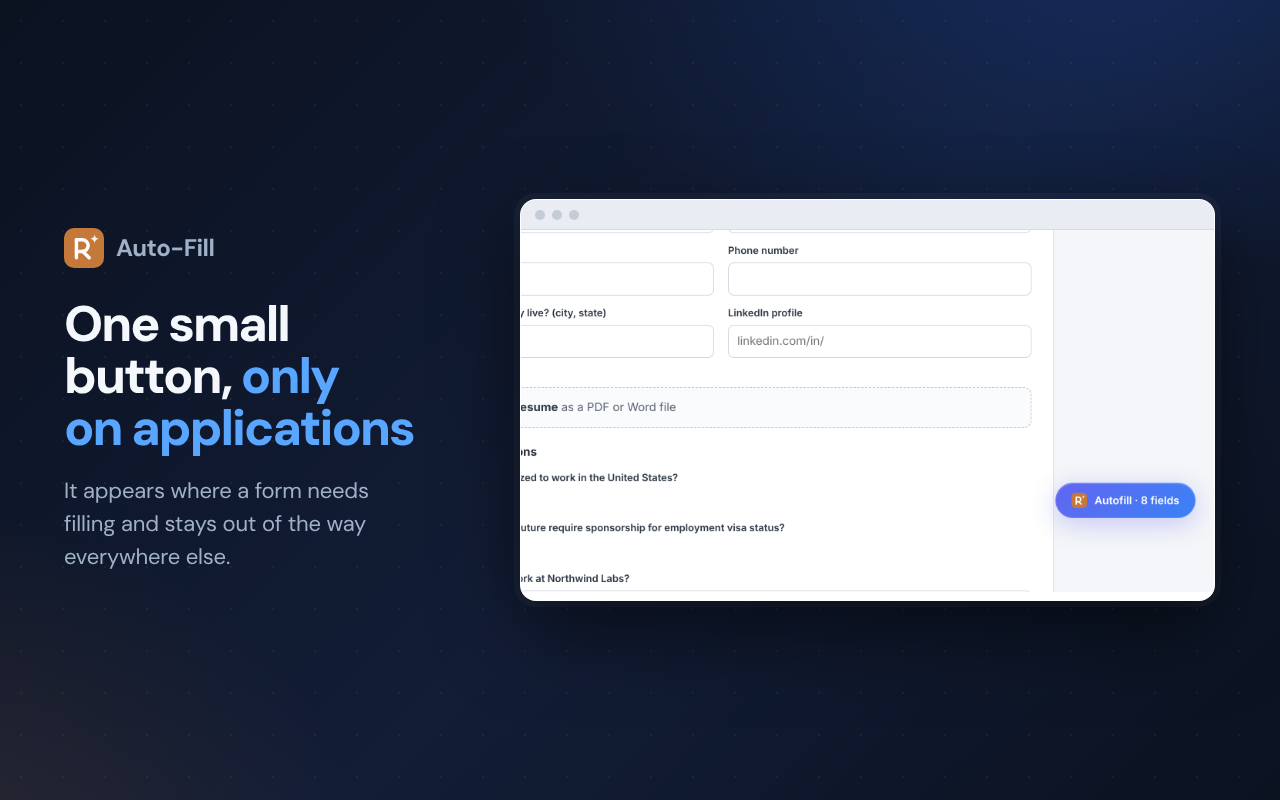 R
Auto-Fill
One small
button, only
on applications
It appears where a form needs
filling and stays out of the way
everywhere else.
Phone number
y live? (city, state)
LinkedIn profile
linkedin.com/in/
esume as a PDF or Word file
ons
zed to work in the United States?
R Autofill · 8 fields
uture require sponsorship for employment visa status?
ork at Northwind Labs?